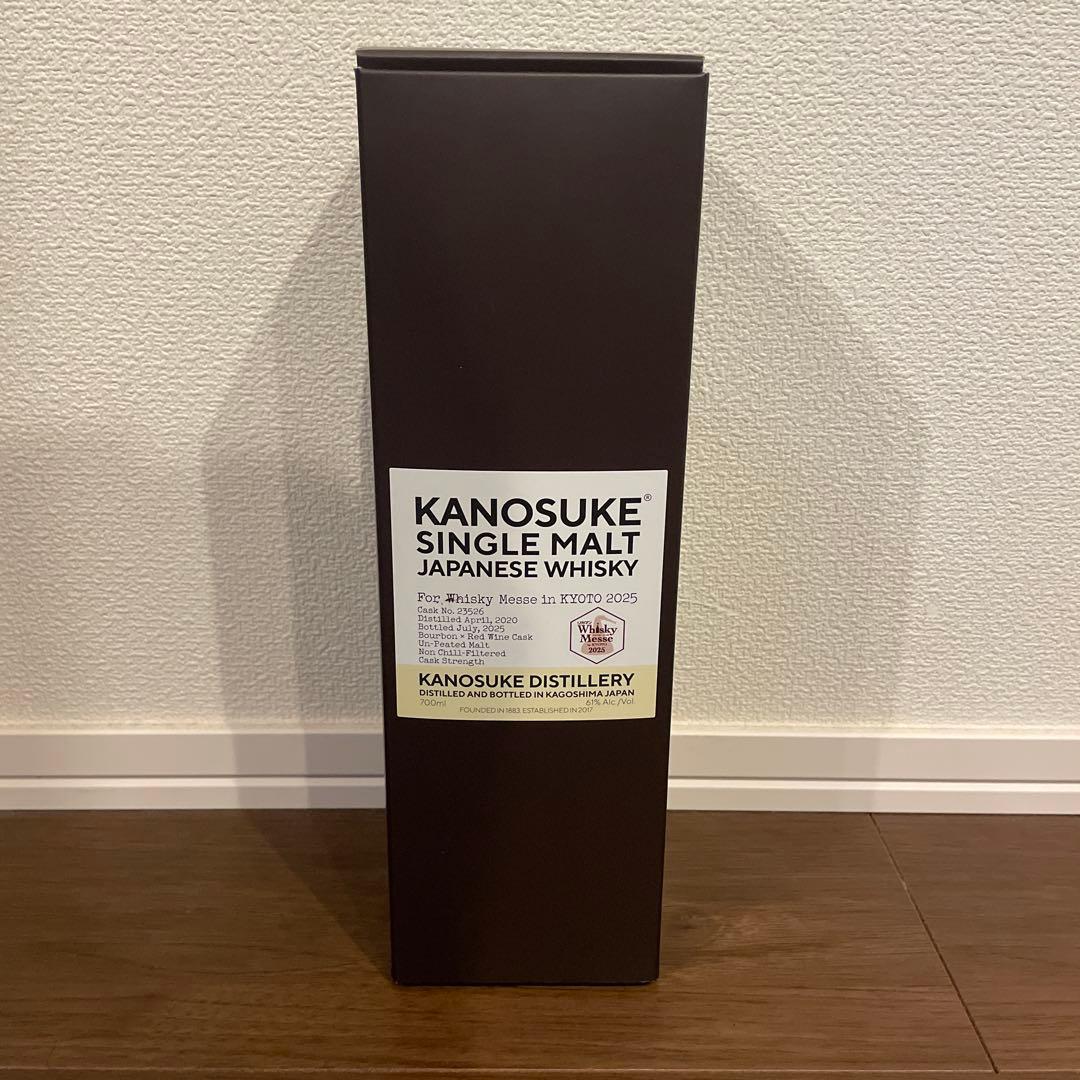 KANOSUKE®
SINGLE MALT
JAPANESE WHISKY
For Whisky Messe in KYOTO 2025
Cask No. 23526
Distilled April, 2020
Bottled July, 2025
Bourbon × Red Wine Cask
Un-Peated Malt
Non Chill-Filtered
Cask Strength
Whisky
Messe
in KYOTO
2025
KANOSUKE DISTILLERY
DISTILLED AND BOTTLED IN KAGOSHIMA JAPAN
700ml 61% Alc./Vol.
FOUNDED IN 1883. ESTABLISHED IN 2017